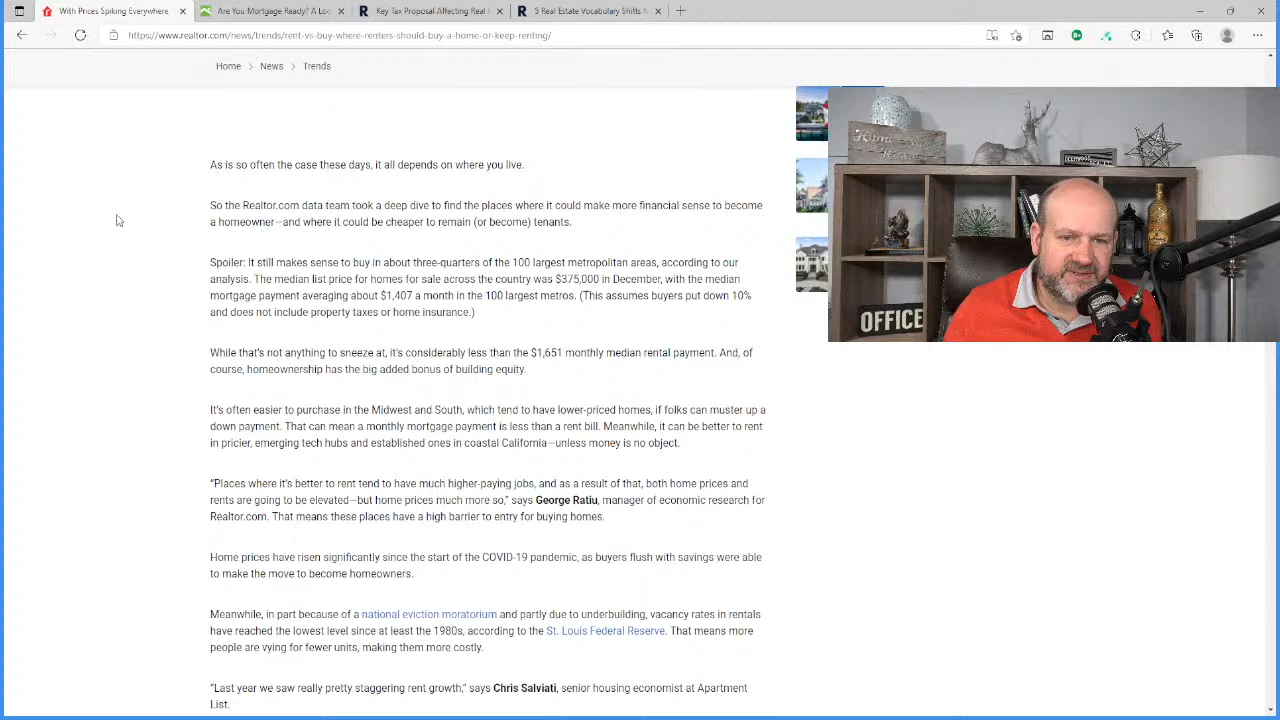 With Prices Spiking Everywhere,
Are You Mortgage Ready? A Loo
Key Tax Proposal Affecting Real
5 Real Estate Vocabulary Shifts
https://www.realtor.com/news/trends/rent-vs-buy-where-renters-should-buy-a-home-or-keep-renting/
Home > News > Trends
As is so often the case these days, it all depends on where you live.
So the Realtor.com data team took a deep dive to find the places where it could make more financial sense to become
a homeowner—and where it could be cheaper to remain (or become) tenants.
Spoiler: It still makes sense to buy in about three-quarters of the 100 largest metropolitan areas, according to our
analysis. The median list price for homes for sale across the country was $375,000 in December, with the median
mortgage payment averaging about $1,407 a month in the 100 largest metros. (This assumes buyers put down 10%
and does not include property taxes or home insurance.)
While that's not anything to sneeze at, it's considerably less than the $1,651 monthly median rental payment. And, of
course, homeownership has the big added bonus of building equity.
It's often easier to purchase in the Midwest and South, which tend to have lower-priced homes, if folks can muster up a
down payment. That can mean a monthly mortgage payment is less than a rent bill. Meanwhile, it can be better to rent
in pricier, emerging tech hubs and established ones in coastal California—unless money is no object.
"Places where it's better to rent tend to have much higher-paying jobs, and as a result of that, both home prices and
rents are going to be elevated—but home prices much more so," says George Ratiu, manager of economic research for
Realtor.com. That means these places have a high barrier to entry for buying homes.
Home prices have risen significantly since the start of the COVID-19 pandemic, as buyers flush with savings were able
to make the move to become homeowners.
Meanwhile, in part because of a national eviction moratorium and partly due to underbuilding, vacancy rates in rentals
have reached the lowest level since at least the 1980s, according to the St. Louis Federal Reserve. That means more
people are vying for fewer units, making them more costly.
"Last year we saw really pretty staggering rent growth," says Chris Salviati, senior housing economist at Apartment
List.
OFFICE